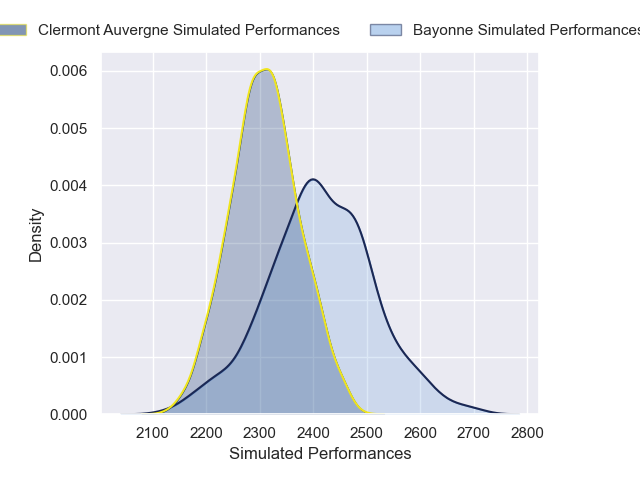 Clermont Auvergne Simulated Performances
Bayonne Simulated Performances
0.006
0.005
0.004
0.003
0.002
0.001
0.000
Density
2100 2200 2300 2400 2500 2600 2700 2800
Simulated Performances